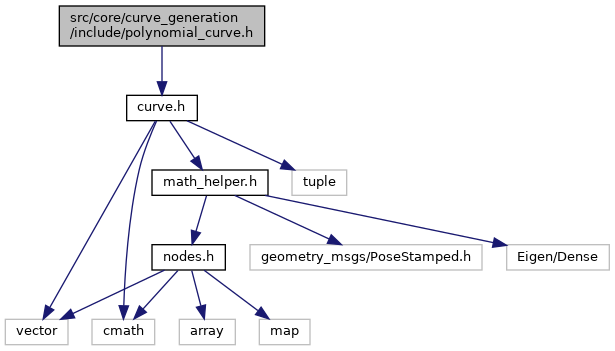 src/core/curve_generation
/include/polynomial_curve.h
curve.h
math_helper.h
tuple
nodes.h
geometry_msgs/PoseStamped.h
Eigen/Dense
vector
cmath
array
map